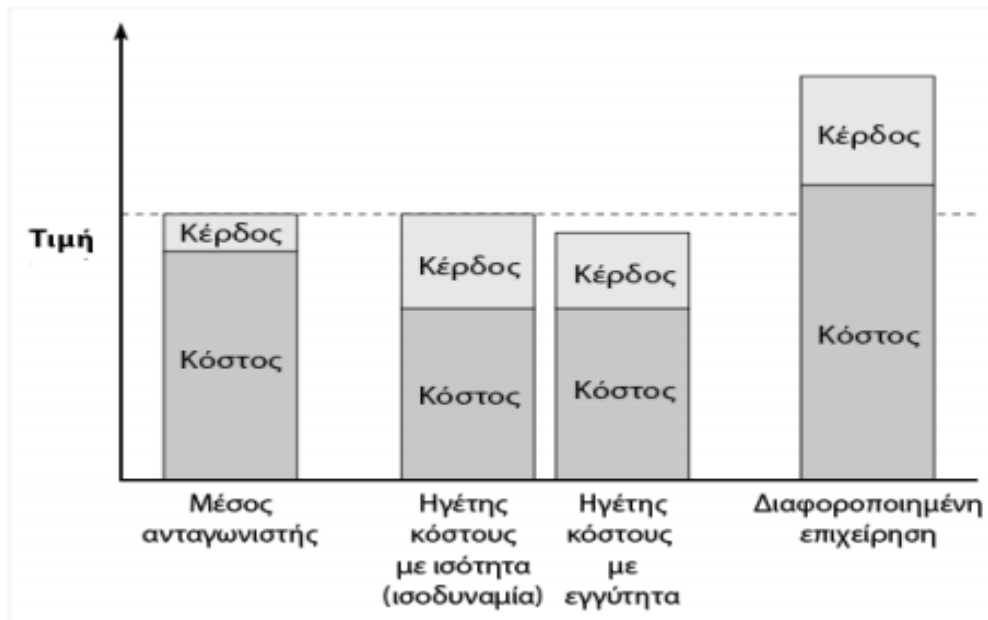 Τιμή
Κέρδος
Κόστος
Κέρδος
Κόστος
Κέρδος
Κόστος
Κέρδος
Κόστος
Μέσος
ανταγωνιστής
Ηγέτης
κόστους
με ισότητα
(ισοδυναμία)
Ηγέτης
κόστους
με
εγγύτητα
Διαφοροποιημένη
επιχείρηση